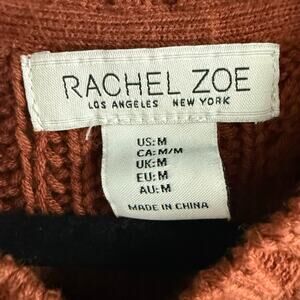 RACHEL ZOE
LOS ANGELES NEW YORK
US: M
CA: M/M
UK: M
EU: M
AU: M
MADE IN CHINA